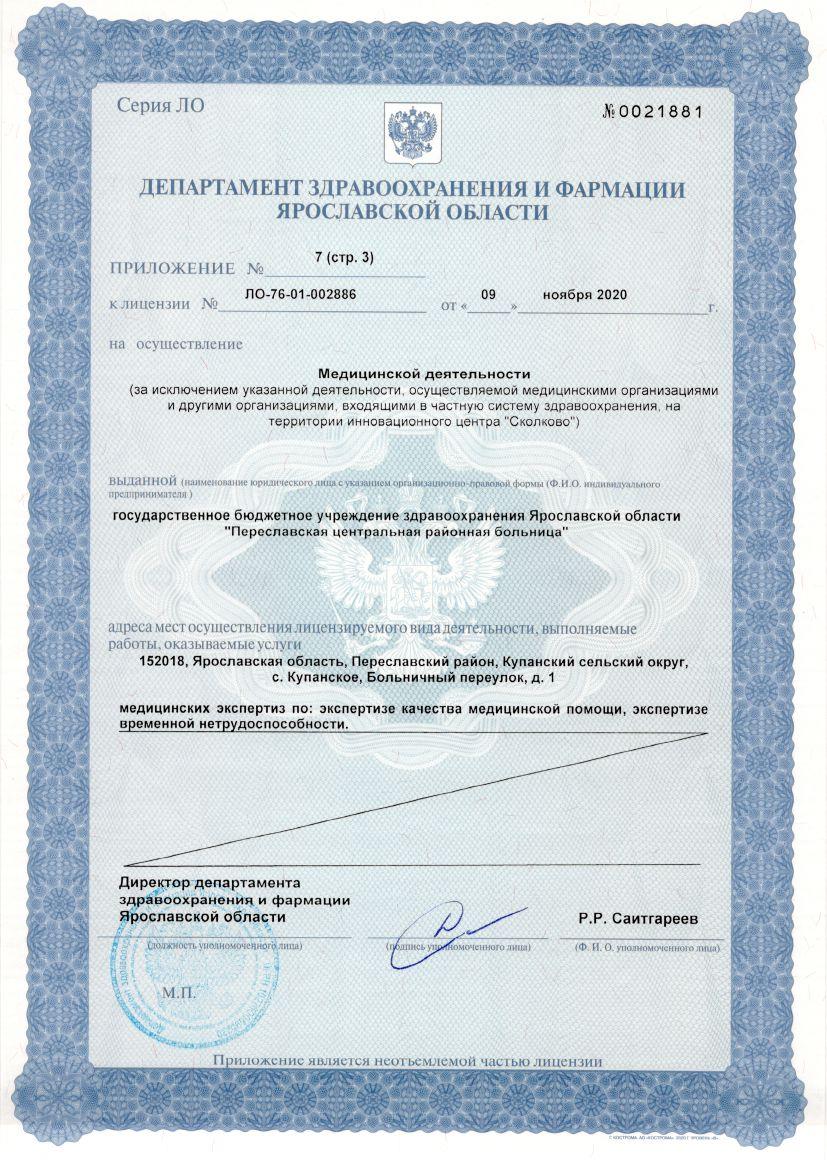 Серия ЛО
№ 0021881
ДЕПАРТАМЕНТ ЗДРАВООХРАНЕНИЯ И ФАРМАЦИИ
ЯРОСЛАВСКОЙ ОБЛАСТИ
ПРИЛОЖЕНИЕ № 7 (стр. 3)
к лицензии № ЛО-76-01-002886 от « 09 » ноября 2020 г.
на осуществление
Медицинской деятельности
(за исключением указанной деятельности, осуществляемой медицинскими организациями
и другими организациями, входящими в частную систему здравоохранения, на
территории инновационного центра "Сколково")
выданной (наименование юридического лица с указанием организационно-правовой формы (Ф.И.О. индивидуального
предпринимателя )
государственное бюджетное учреждение здравоохранения Ярославской области
"Переславская центральная районная больница"
адреса мест осуществления лицензируемого вида деятельности, выполняемые
работы, оказываемые услуги
152018, Ярославская область, Переславский район, Купанский сельский округ,
с. Купанское, Больничный переулок, д. 1
медицинских экспертиз по: экспертизе качества медицинской помощи, экспертизе
временной нетрудоспособности.
Директор департамента
здравоохранения и фармации
Ярославской области
Р.Р. Саитгареев
(должность уполномоченного лица)
(подпись уполномоченного лица)
(Ф. И. О. уполномоченного лица)
М.П.
Приложение является неотъемлемой частью лицензии